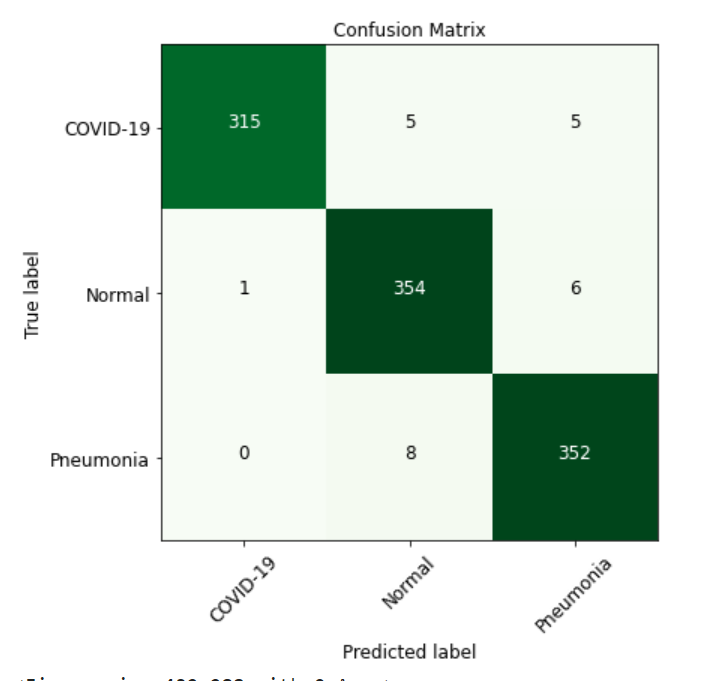 Confusion Matrix
COVID-19 315 5 5
Normal 1 354 6
Pneumonia 0 8 352
True label
COVID-19 Normal Pneumonia
Predicted label